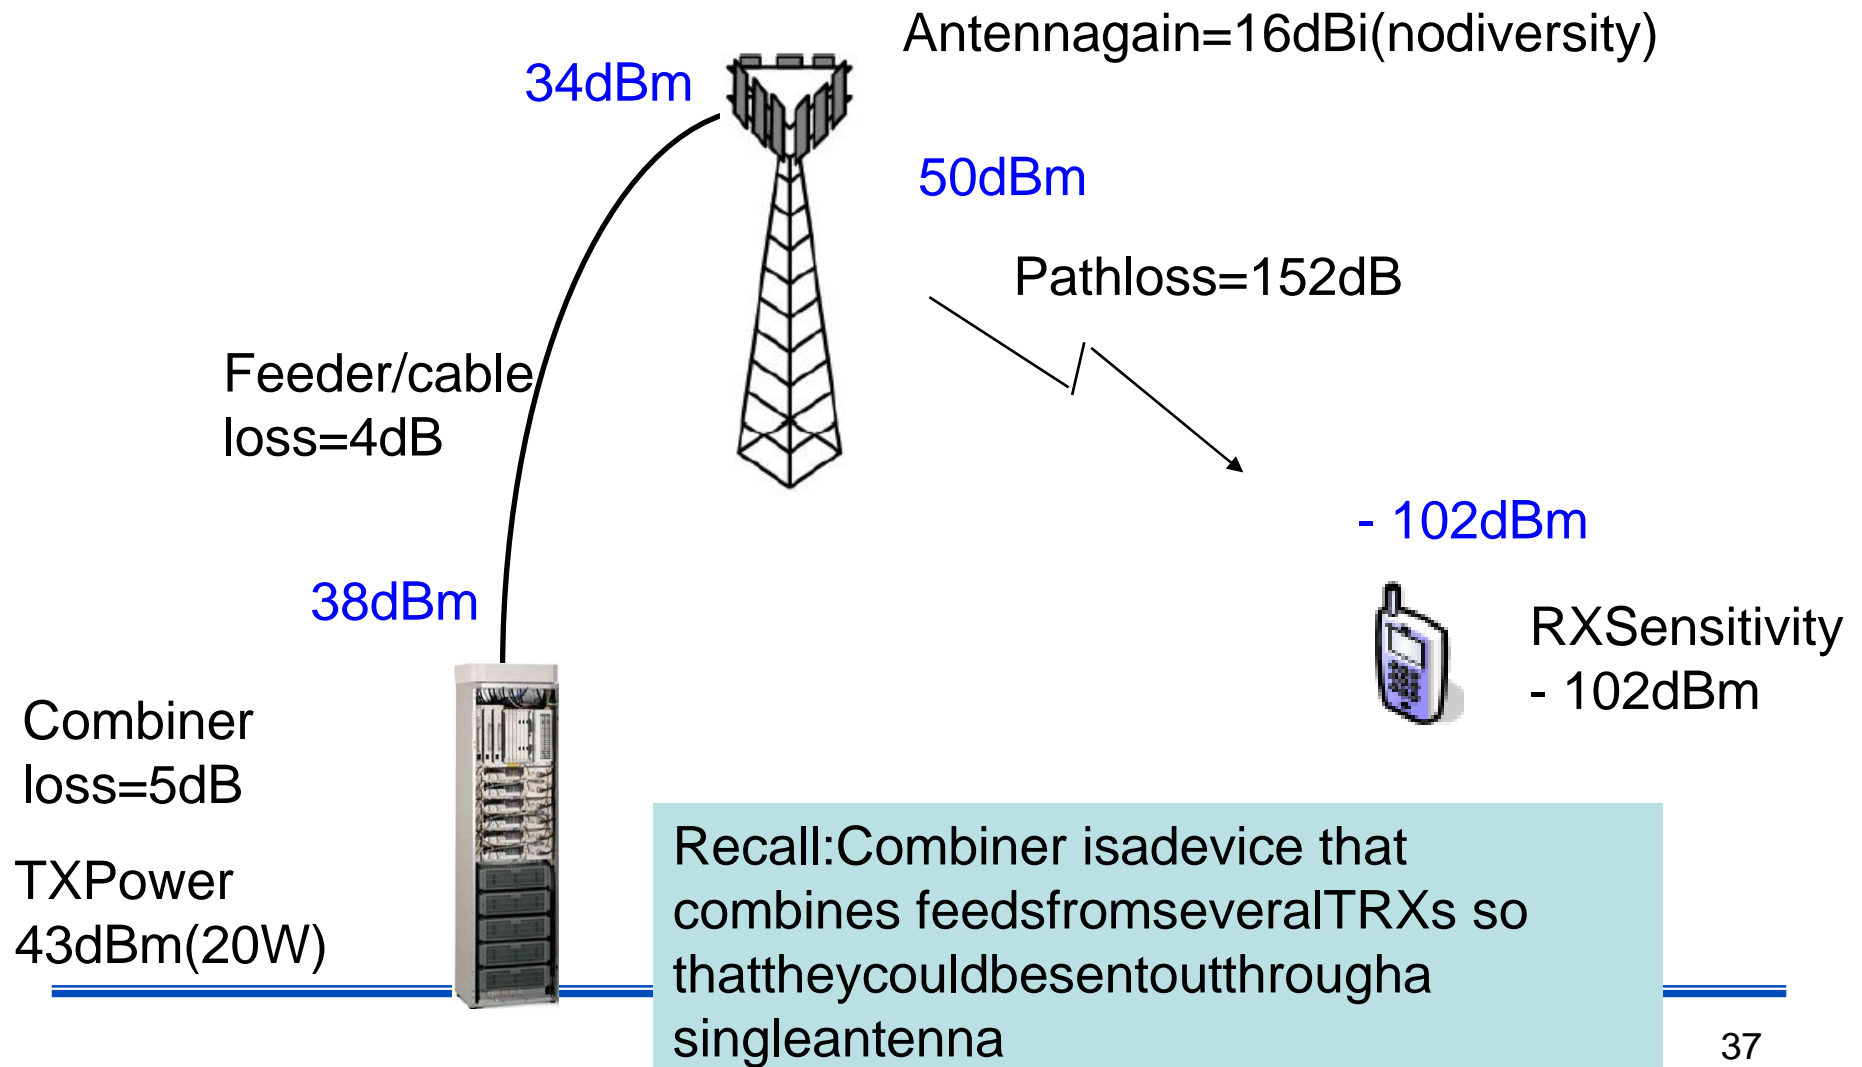 Antennagain=16dBi(nodiversity)
34dBm
50dBm
Pathloss=152dB
Feeder/cable
loss=4dB
- 102dBm
38dBm
RXSensitivity
- 102dBm
Combiner
loss=5dB
TXPower
43dBm(20W)
Recall:Combiner isadevice that
combines feedsfromseveralTRXs so
thattheycouldbesentoutthrougha
singleantenna
37